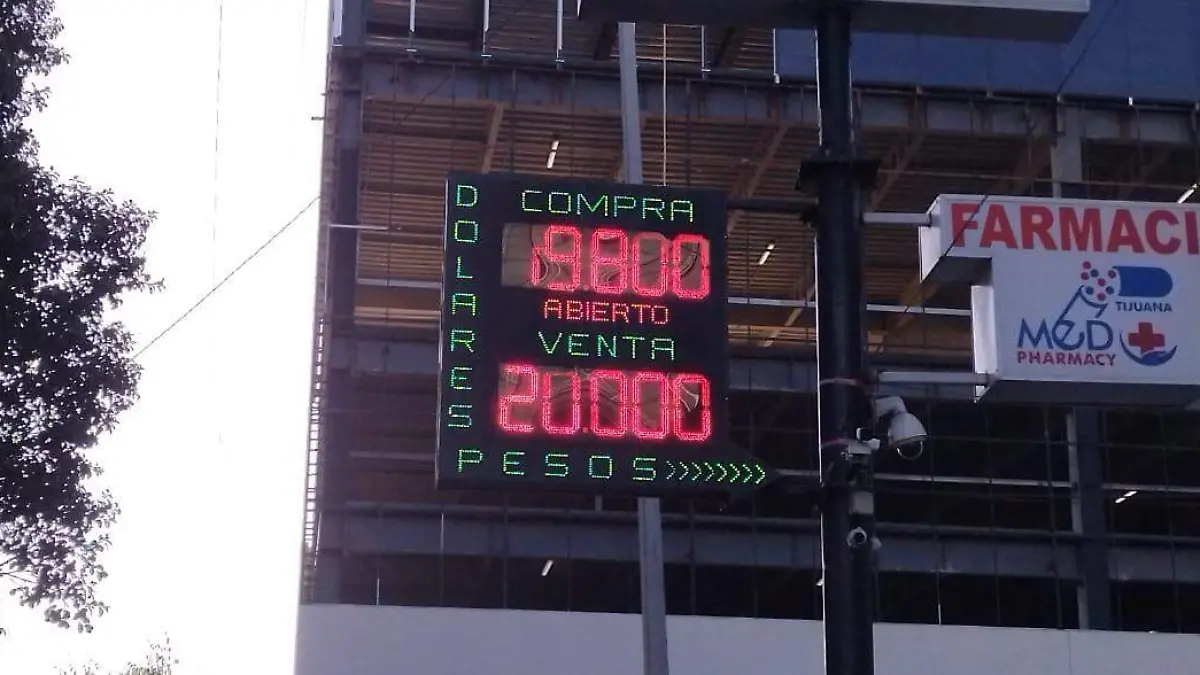 DOLARES
COMPRA
19.800
ABIERTO
VENTA
20.000
PESOS >>>>>>>>>
FARMACI
TIJUANA
MeD
PHARMACY